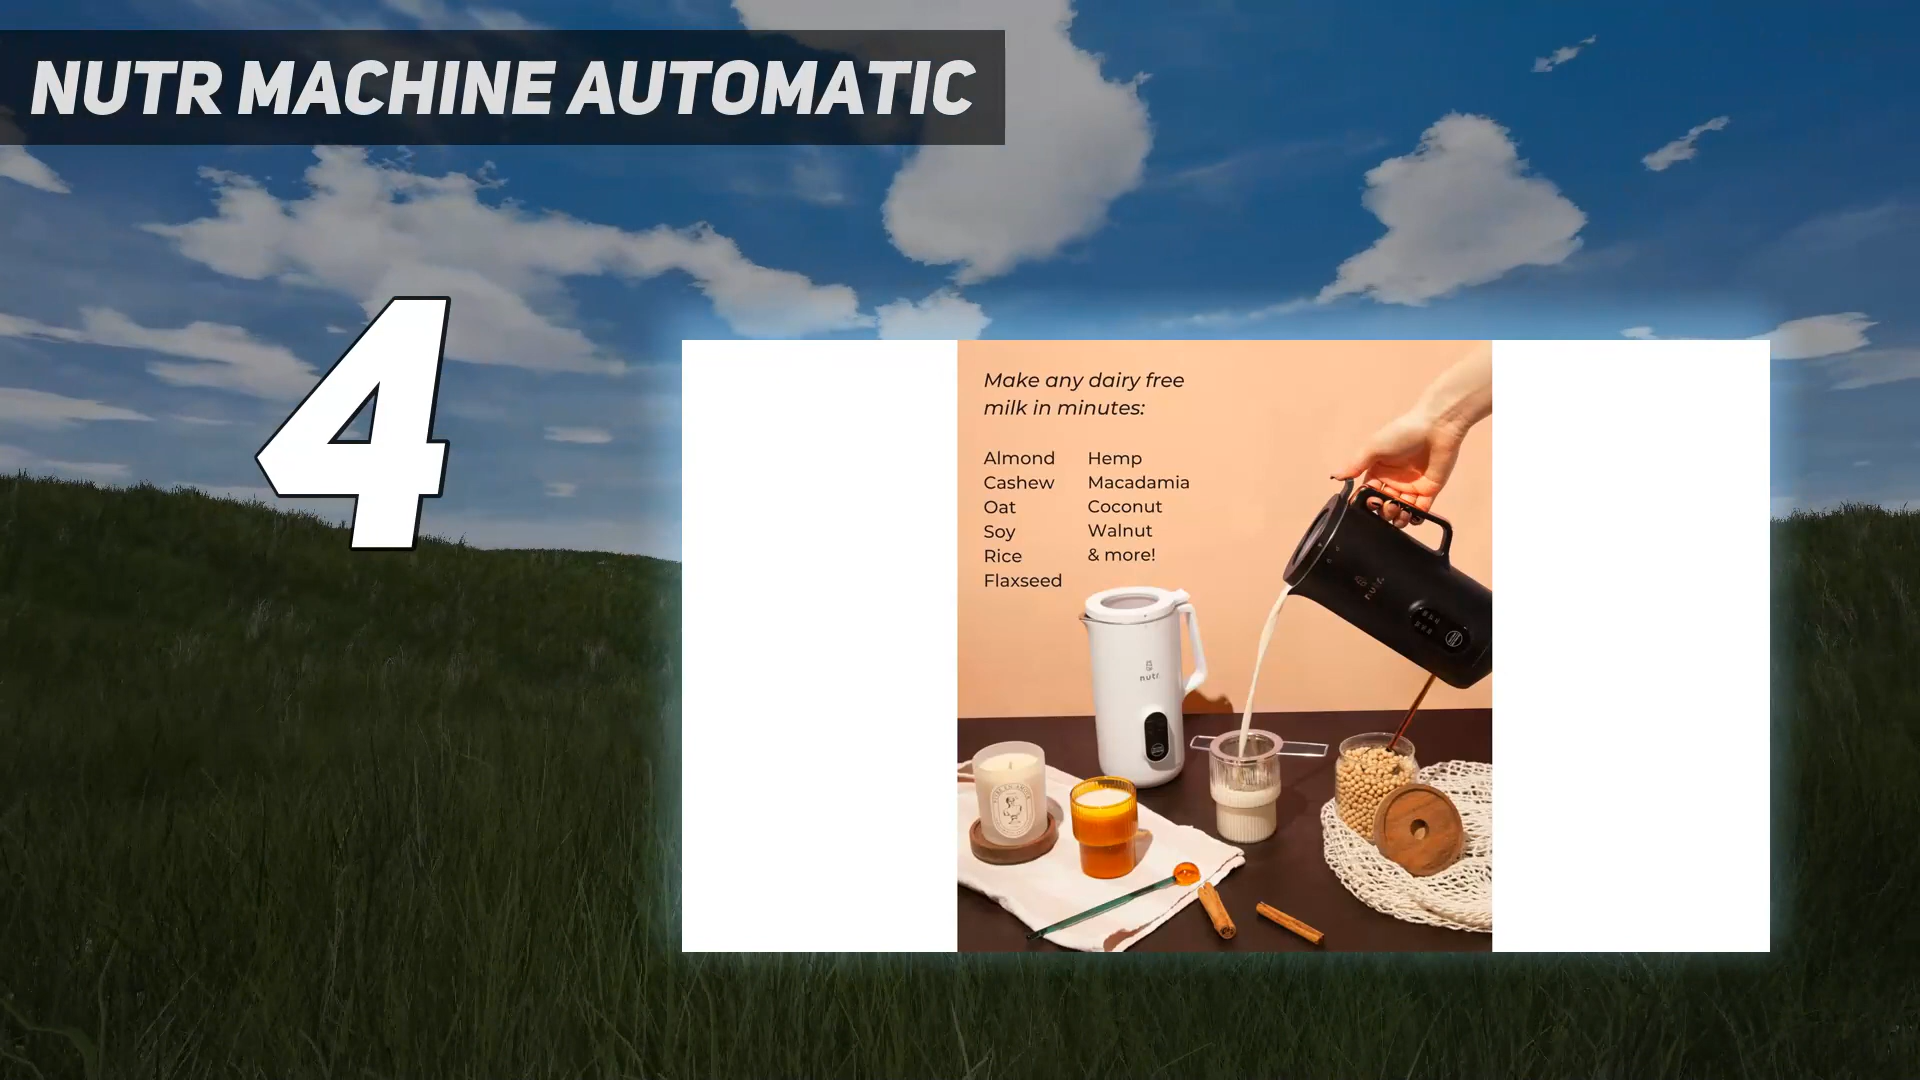 NUTR MACHINE AUTOMATIC
4
Make any dairy free
milk in minutes:
Almond
Cashew
Oat
Soy
Rice
Flaxseed
Hemp
Macadamia
Coconut
Walnut
& more!
nutr
nutr